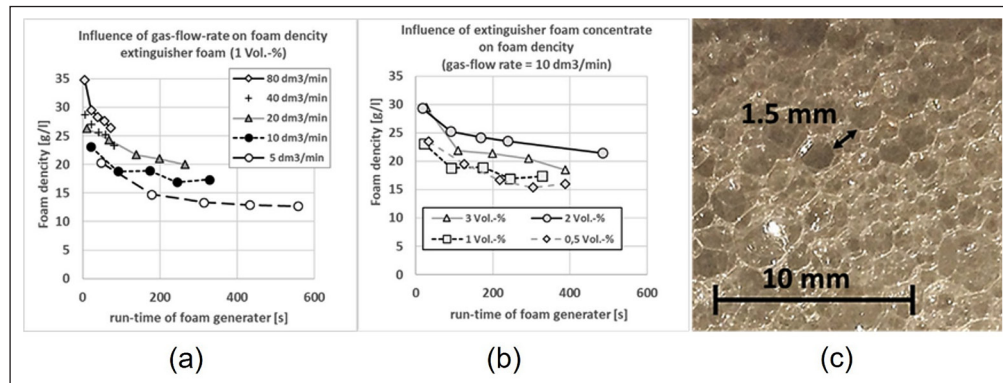 Influence of gas-flow-rate on foam dencity
extinguisher foam (1 Vol.-%)
35
30
25
20
15
10
5
0
Foam dencity [g/l]
80 dm3/min
40 dm3/min
20 dm3/min
10 dm3/min
5 dm3/min
0
200
400
600
run-time of foam generater [s]
(a)
Influence of extinguisher foam concentrate
on foam dencity
(gas-flow rate = 10 dm3/min)
35
30
25
20
15
10
5
0
Foam dencity [g/l]
3 Vol.-%
2 Vol.-%
1 Vol.-%
0,5 Vol.-%
0
200
400
600
run-time of foam generater [s]
(b)
1.5 mm
10 mm
(c)